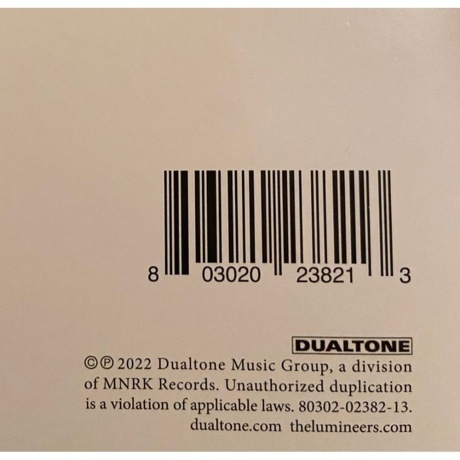 8 03020 23821 3
DUALTONE
©℗ 2022 Dualtone Music Group, a division
of MNRK Records. Unauthorized duplication
is a violation of applicable laws. 80302-02382-13.
dualtone.com thelumineers.com